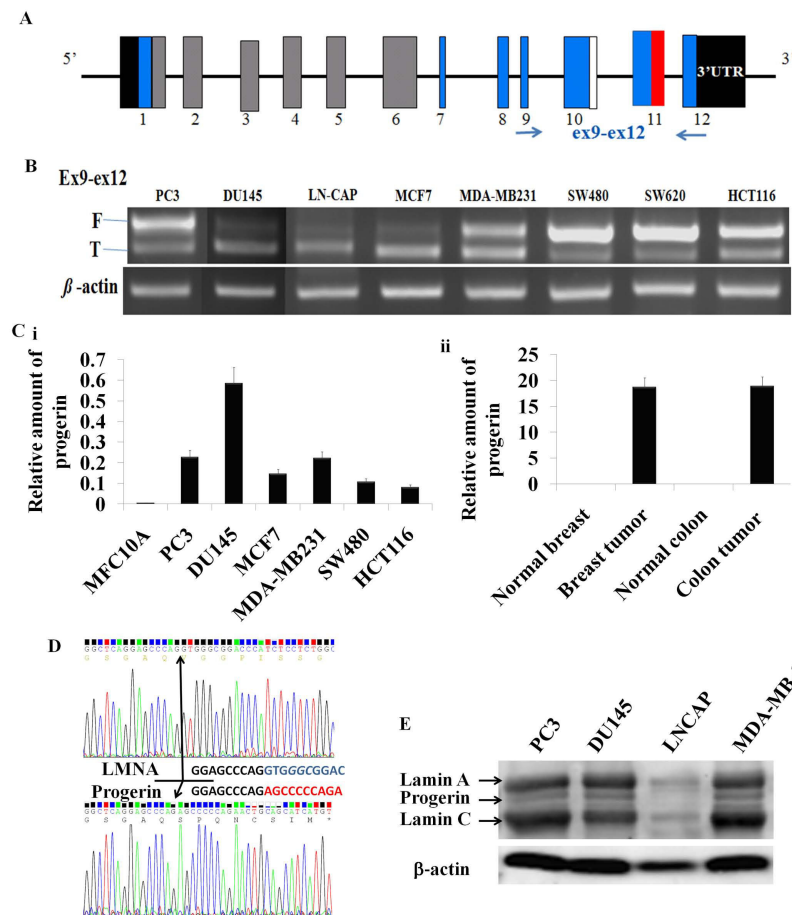 A
5’
3’UTR
3
1 2 3 4 5 6 7 8 9 10 11 12
ex9-ex12
B
Ex9-ex12
PC3 DU145 LN-CAP MCF7 MDA-MB231 SW480 SW620 HCT116
F
T
β-actin
C i
Relative amount of progerin
0.7
0.6
0.5
0.4
0.3
0.2
0.1
0
MFC10A PC3 DU145 MCF7 MDA-MB231 SW480 HCT116
ii
Relative amount of progerin
25
20
15
10
5
0
Normal breast Breast tumor Normal colon Colon tumor
D
LMNA GGAGCCCAGGTGGGCGGAC
Progerin GGAGCCCAGAGCCCCCAGA
G S G A Q S P Q N C S I M *
E
PC3 DU145 LNCAP MDA-MB
Lamin A
Progerin
Lamin C
β-actin